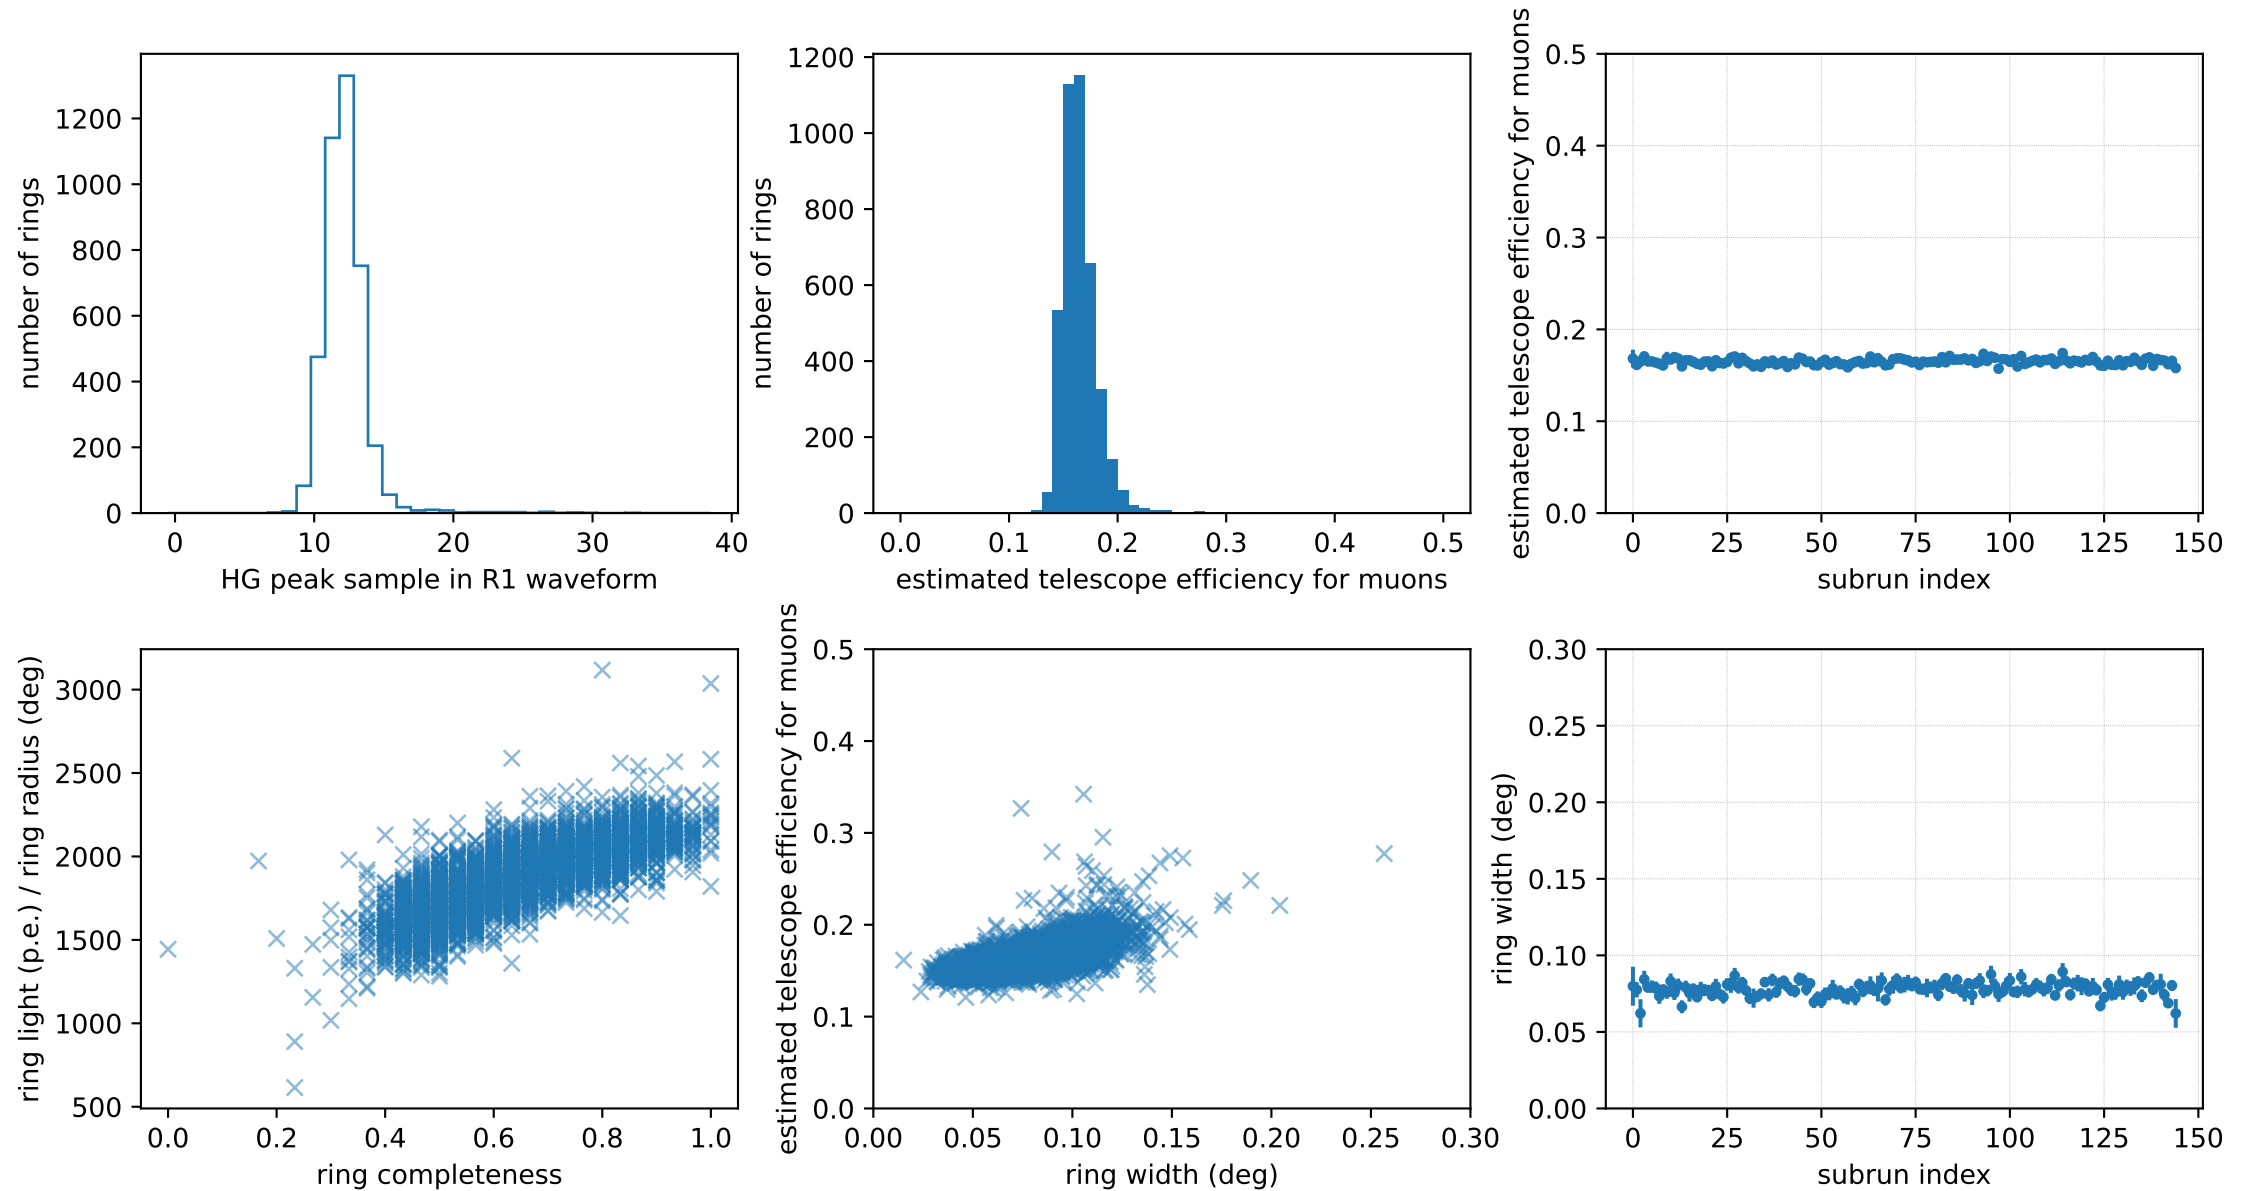 number of rings
1200
1000
800
600
400
200
0
0 10 20 30 40
HG peak sample in R1 waveform
number of rings
1200
1000
800
600
400
200
0
0.0 0.1 0.2 0.3 0.4 0.5
estimated telescope efficiency for muons
estimated telescope efficiency for muons
0.5
0.4
0.3
0.2
0.1
0.0
0 25 50 75 100 125 150
subrun index
ring light (p.e.) / ring radius (deg)
3000
2500
2000
1500
1000
500
0.0 0.2 0.4 0.6 0.8 1.0
ring completeness
estimated telescope efficiency for muons
0.5
0.4
0.3
0.2
0.1
0.0
0.00 0.05 0.10 0.15 0.20 0.25 0.30
ring width (deg)
ring width (deg)
0.30
0.25
0.20
0.15
0.10
0.05
0.00
0 25 50 75 100 125 150
subrun index